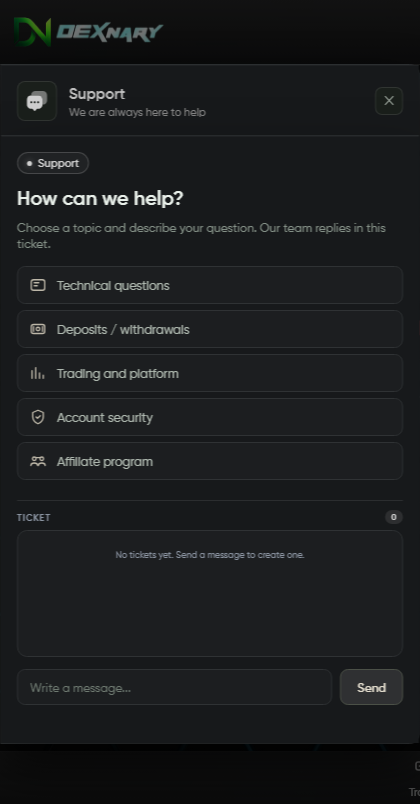 DN DEXNARY
Support
We are always here to help
Support
How can we help?
Choose a topic and describe your question. Our team replies in this
ticket.
Technical questions
Deposits / withdrawals
Trading and platform
Account security
Affiliate program
TICKET
0
No tickets yet. Send a message to create one.
Write a message...
Send